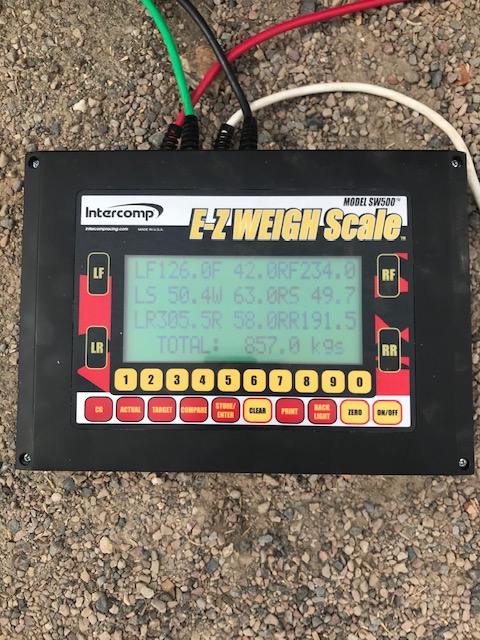 MODEL SW500™
Intercomp
E-Z WEIGH Scale™
intercompracing.com MADE IN U.S.A.
LF
LF126.0F 42.0RF234.0
RF
LS 50.4W 63.0RS 49.7
LR
LR305.5R 58.0RR191.5
RR
TOTAL: 857.0 kgs
1 2 3 4 5 6 7 8 9 0
CG ACTUAL TARGET COMPARE STORE/ENTER CLEAR PRINT BACK LIGHT ZERO ON/OFF